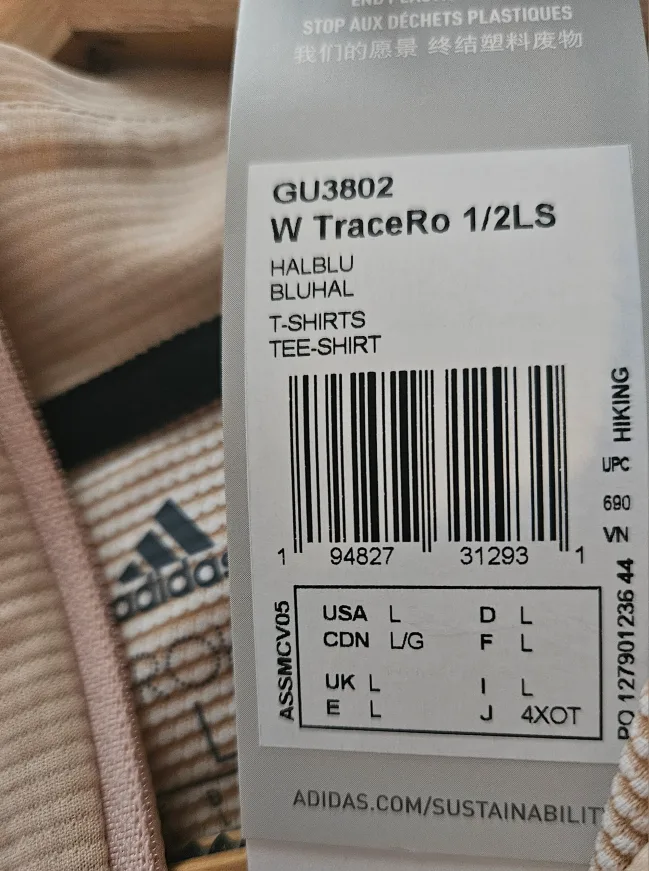 STOP AUX DÉCHETS PLASTIQUES
我们的愿景 终结塑料废物
GU3802
W TraceRo 1/2LS
HALBLU
BLUHAL
T-SHIRTS
TEE-SHIRT
1 94827 31293 1
HIKING
UPC
690
VN
PO 127901236 44
ASSMCV05
USA L D L
CDN L/G F L
UK L I L
E L J 4XOT
ADIDAS.COM/SUSTAINABILIT
adidas
L